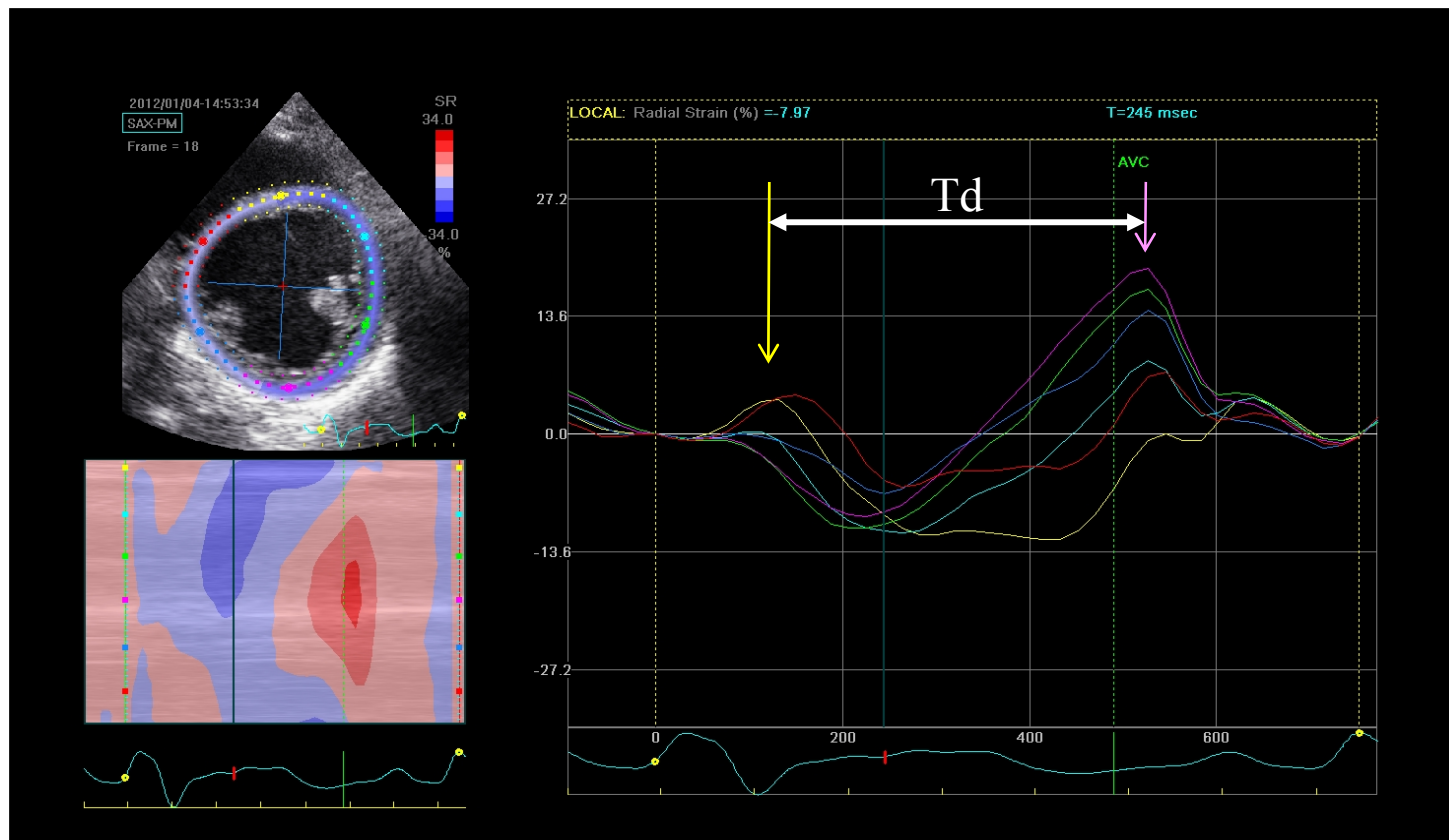 2012/01/04-14:53:34
SAX-PM
Frame = 18
SR
34.0
-34.0
%
LOCAL: Radial Strain (%) =-7.97 T=245 msec
AVC
Td
27.2
13.6
0.0
-13.6
-27.2
0 200 400 600